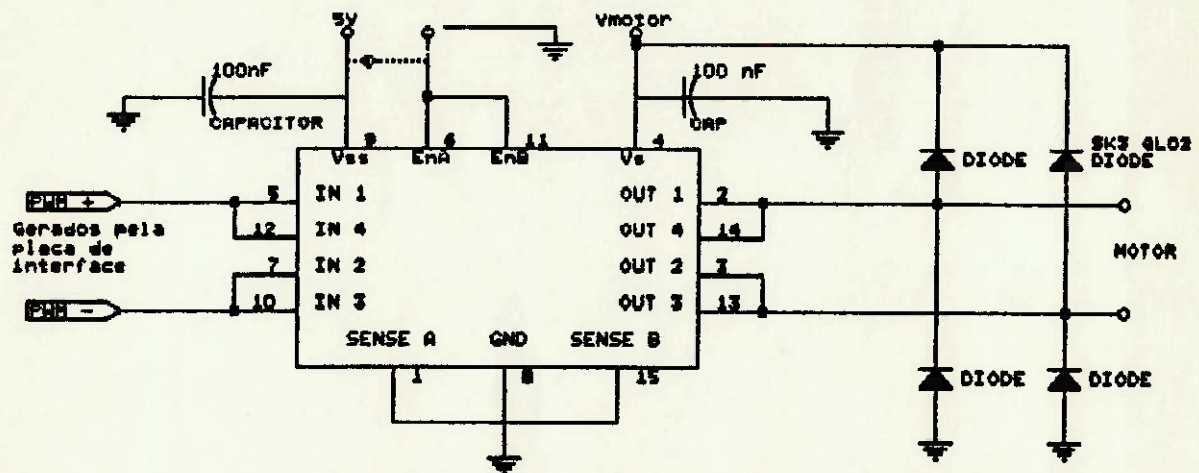 5V
Vmotor
100nF
CAPACITOR
100 nF
CAP
9
6
11
4
Vss
EnA
EnB
Vs
DIODE
SK3 GL02
DIODE
PWM +
5
IN 1
OUT 1
2
Gerados pela
placa de
interface
12
IN 4
OUT 4
14
MOTOR
7
IN 2
OUT 2
3
PWM -
10
IN 3
OUT 3
13
SENSE A
GND
SENSE B
1
8
15
DIODE
DIODE